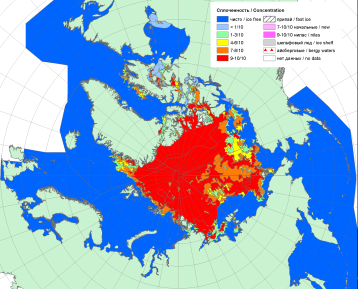 Сплоченность / Concentration
чисто / ice free
< 1/10
1-3/10
4-6/10
7-8/10
9-10/10
припай / fast ice
7-10/10 начальные / new
9-10/10 нилас / nilas
шельфовый лед / ice shelf
айсберговые / bergy waters
нет данных / no data